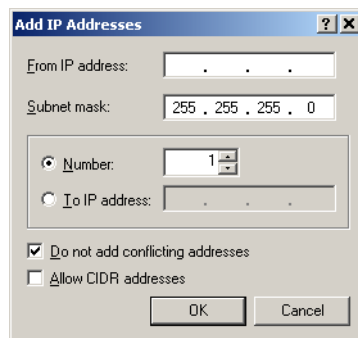 Add IP Addresses ? X
From IP address: . . .
Subnet mask: 255 . 255 . 255 . 0
Number: 1
To IP address: . . .
Do not add conflicting addresses
Allow CIDR addresses
OK Cancel